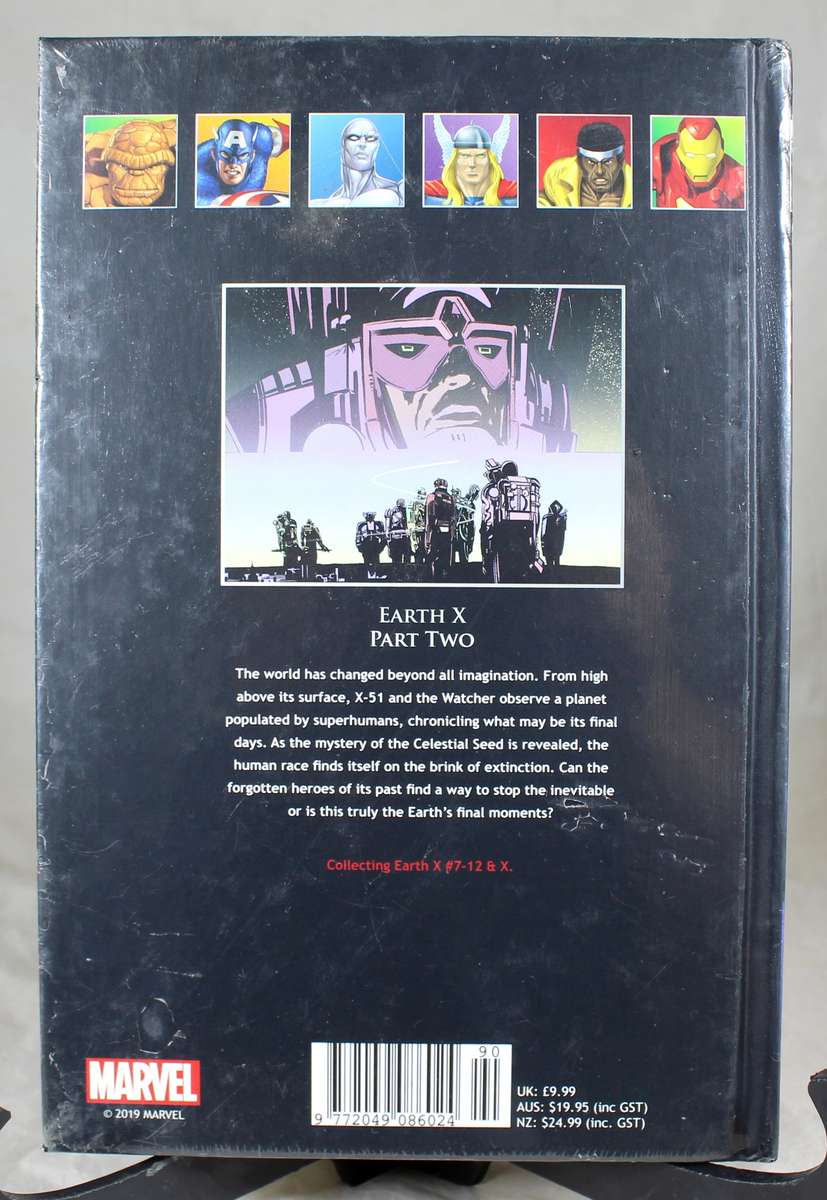 EARTH X
PART TWO
The world has changed beyond all imagination. From high
above its surface, X-51 and the Watcher observe a planet
populated by superhumans, chronicling what may be its final
days. As the mystery of the Celestial Seed is revealed, the
human race finds itself on the brink of extinction. Can the
forgotten heroes of its past find a way to stop the inevitable
or is this truly the Earth's final moments?
Collecting Earth X #7-12 & X.
MARVEL
© 2019 MARVEL
90
9 772049 086024
UK: £9.99
AUS: $19.95 (inc GST)
NZ: $24.99 (inc. GST)